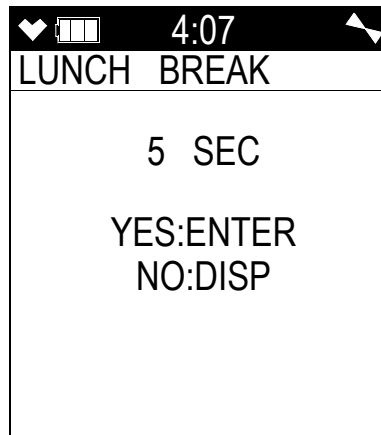 4:07
LUNCH BREAK
5 SEC
YES:ENTER
NO:DISP